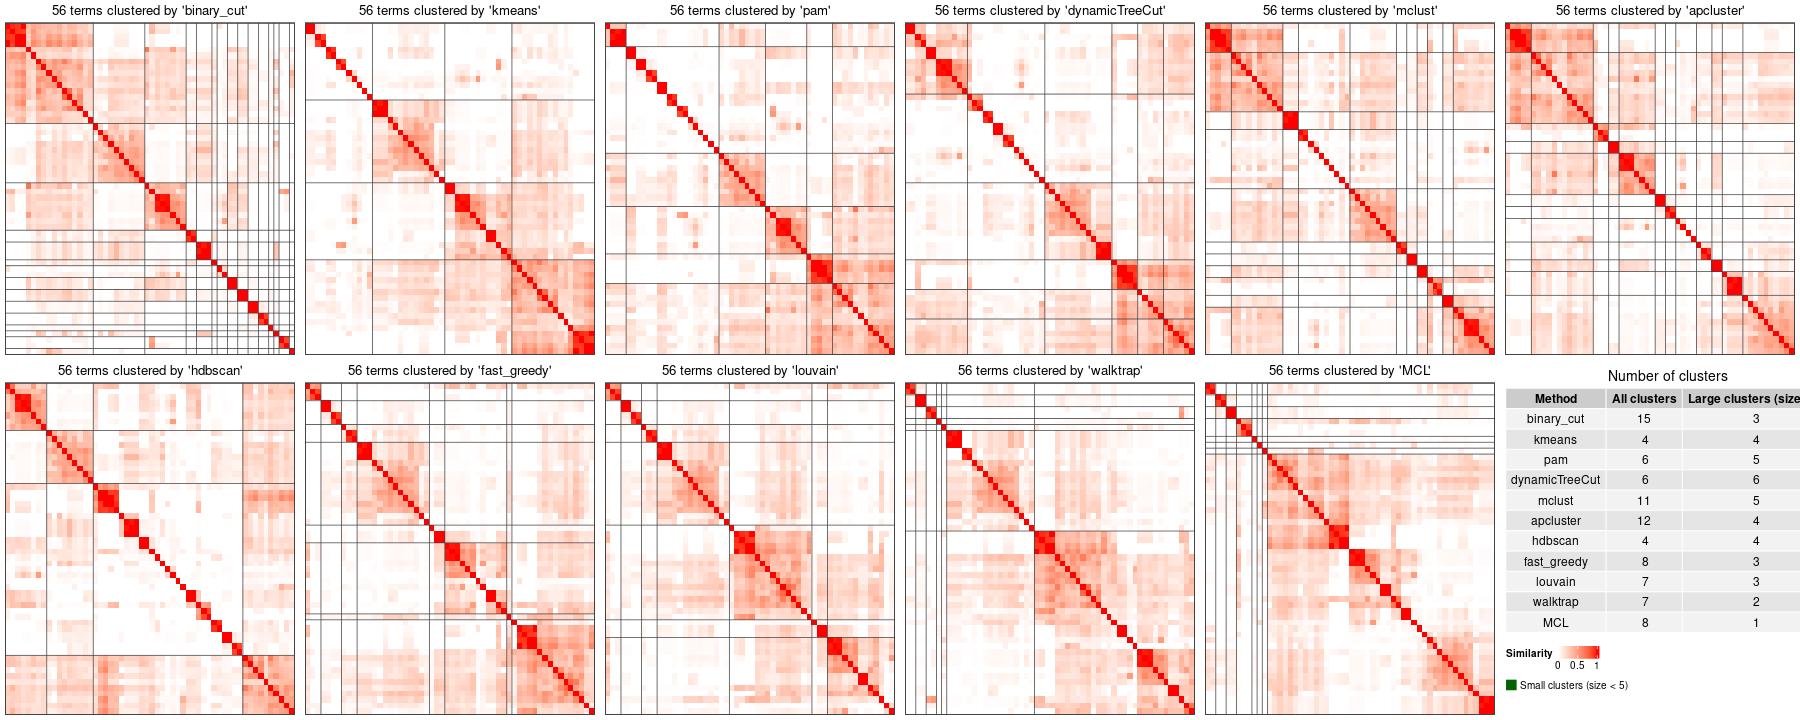 56 terms clustered by 'binary_cut'
56 terms clustered by 'kmeans'
56 terms clustered by 'pam'
56 terms clustered by 'dynamicTreeCut'
56 terms clustered by 'mclust'
56 terms clustered by 'apcluster'
56 terms clustered by 'hdbscan'
56 terms clustered by 'fast_greedy'
56 terms clustered by 'louvain'
56 terms clustered by 'walktrap'
56 terms clustered by 'MCL'
Number of clusters
Method All clusters Large clusters (size
binary_cut 15 3
kmeans 4 4
pam 6 5
dynamicTreeCut 6 6
mclust 11 5
apcluster 12 4
hdbscan 4 4
fast_greedy 8 3
louvain 7 3
walktrap 7 2
MCL 8 1
Similarity
0 0.5 1
Small clusters (size < 5)